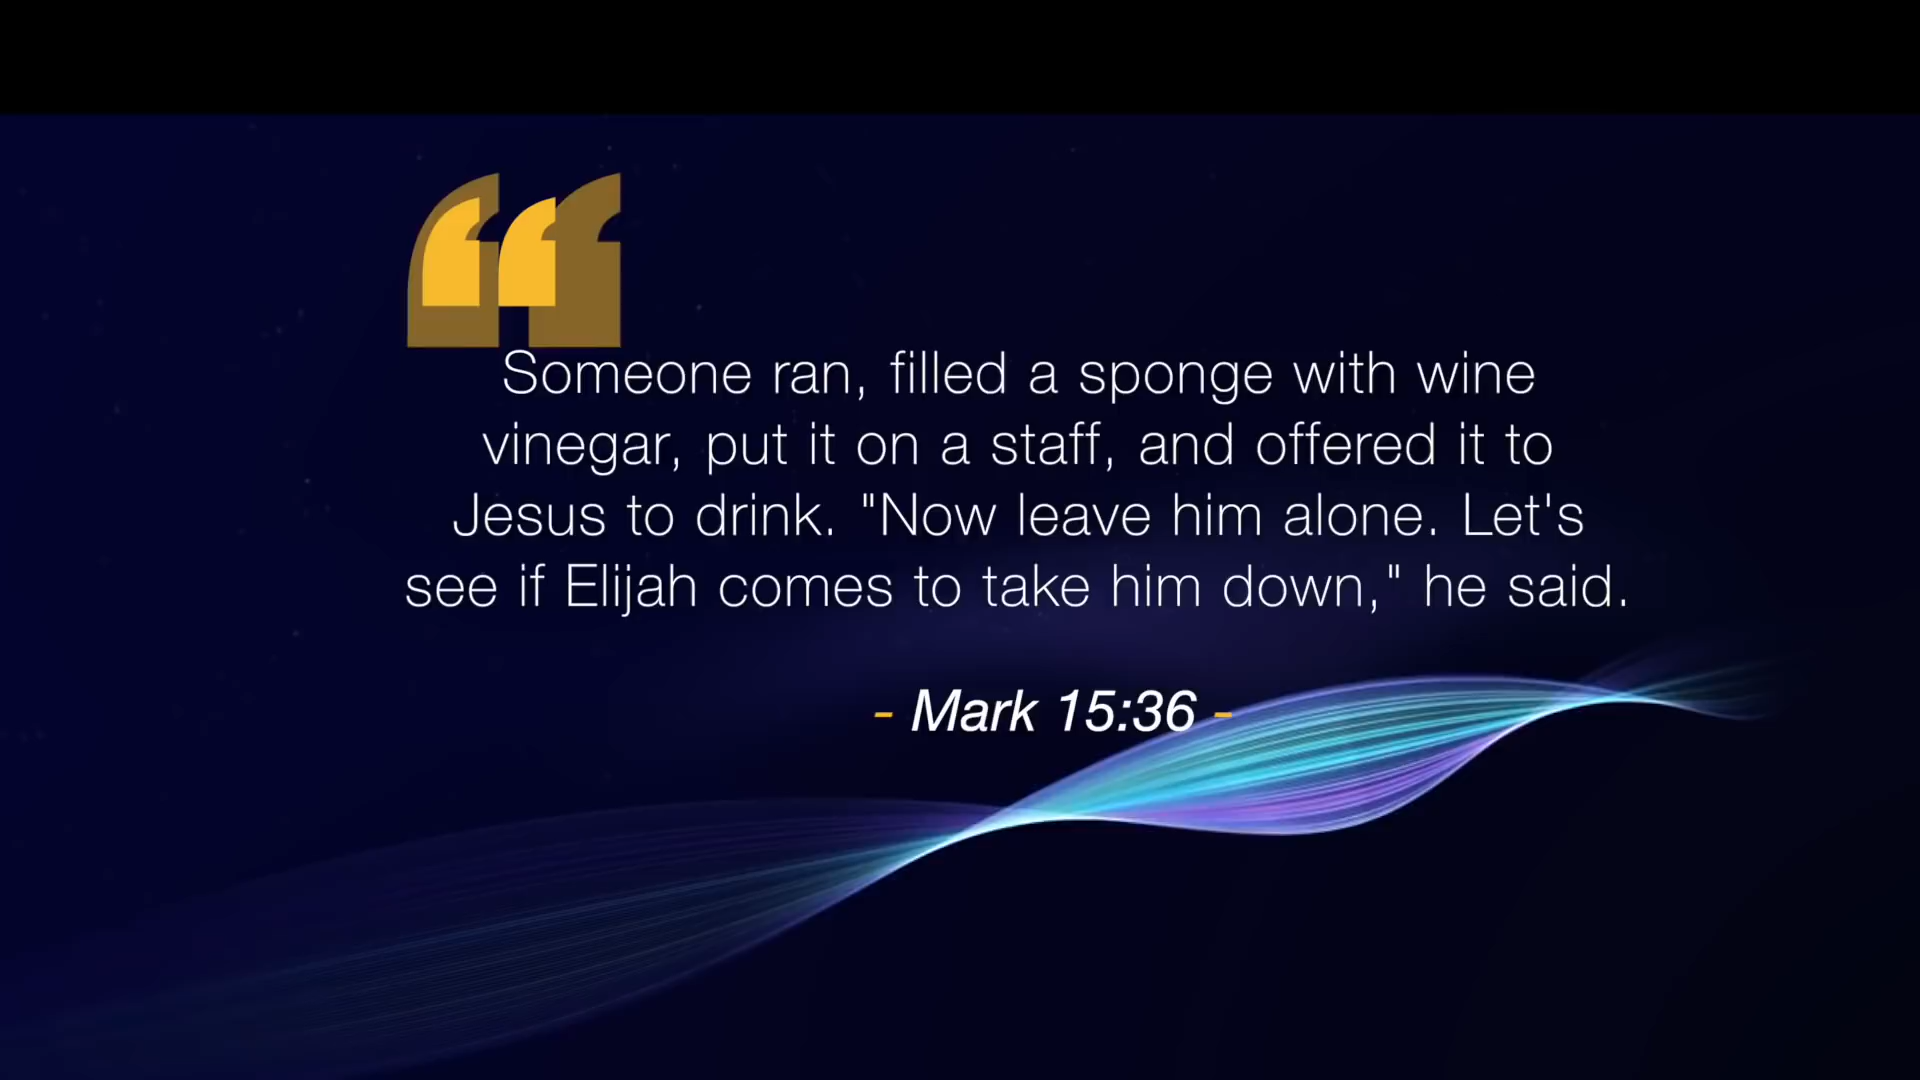 Someone ran, filled a sponge with wine
vinegar, put it on a staff, and offered it to
Jesus to drink. "Now leave him alone. Let's
see if Elijah comes to take him down," he said.
- Mark 15:36 -